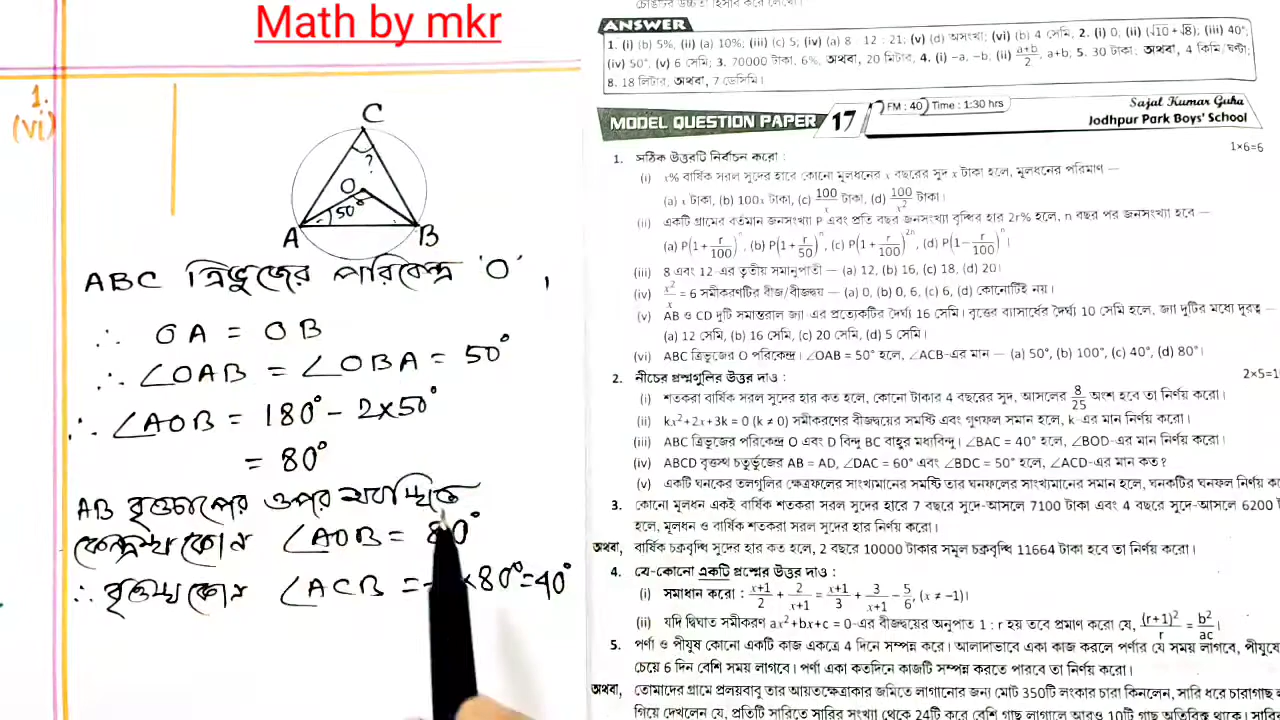 Math by mkr
1.
(vi)
C
?
O
50°
A
B
ABC ত্রিভুজের পরিকেন্দ্র 'O',
∴ OA = OB
∴ ∠OAB = ∠OBA = 50°
∴ ∠AOB = 180° - 2×50°
= 80°
AB বৃত্তচাপের ওপর অবস্থিত
কেন্দ্রস্থ কোন ∠AOB = 80°
∴ বৃত্তস্থ কোন ∠ACB = ×80° = 40°
ANSWER
1. (i) (b) 5%, (ii) (a) 10%; (iii) (c) 5; (iv) (a) 8 12 : 21; (v) (d) অসংখ্য; (vi) (b) 4 সেমি, 2. (i) 0, (ii) (√10 + √8), (iii) 40°,
(iv) 50°, (v) 6 সেমি; 3. 70000 টাকা, 6%, অথবা, 20 মিটার, 4. (i) -a, -b, (ii) a+b/2, a+b, 5. 30 টাকা, অথবা, 4 কিমি/ঘণ্টা
8. 18 লিটার, অথবা, 7 ডেসিমি।
MODEL QUESTION PAPER 17
FM : 40 Time : 1:30 hrs
Sajal Kumar Guha
Jodhpur Park Boys' School
1. সঠিক উত্তরটি নির্বাচন করো : 1×6=6
(i) x% বার্ষিক সরল সুদের হারে কোনো মূলধনের x বছরের সুদ x টাকা হলে, মূলধনের পরিমাণ —
(a) x টাকা, (b) 100x টাকা, (c) 100/x টাকা, (d) 100/x² টাকা।
(ii) একটি গ্রামের বর্তমান জনসংখ্যা P এবং প্রতি বছর জনসংখ্যা বৃদ্ধির হার 2r% হলে, n বছর পর জনসংখ্যা হবে —
(a) P(1+r/100)ⁿ, (b) P(1+r/50)ⁿ, (c) P(1+r/100)²ⁿ, (d) P(1−r/100)ⁿ।
(iii) 8 এবং 12-এর তৃতীয় সমানুপাতী — (a) 12, (b) 16, (c) 18, (d) 20।
(iv) x²/x = 6 সমীকরণটির বীজ/বীজদ্বয় — (a) 0, (b) 0, 6, (c) 6, (d) কোনোটিই নয়।
(v) AB ও CD দুটি সমান্তরাল জ্যা-এর প্রত্যেকটির দৈর্ঘ্য 16 সেমি। বৃত্তের ব্যাসার্ধের দৈর্ঘ্য 10 সেমি হলে, জ্যা দুটির মধ্যে দূরত্ব —
(a) 12 সেমি, (b) 16 সেমি, (c) 20 সেমি, (d) 5 সেমি।
(vi) ABC ত্রিভুজের O পরিকেন্দ্র। ∠OAB = 50° হলে, ∠ACB-এর মান — (a) 50°, (b) 100°, (c) 40°, (d) 80°।
2. নীচের প্রশ্নগুলির উত্তর দাও : 2×5=1
(i) শতকরা বার্ষিক সরল সুদের হার কত হলে, কোনো টাকার 4 বছরের সুদ, আসলের 8/25 অংশ হবে তা নির্ণয় করো।
(ii) kx²+2x+3k = 0 (k ≠ 0) সমীকরণের বীজদ্বয়ের সমষ্টি এবং গুণফল সমান হলে, k-এর মান নির্ণয় করো।
(iii) ABC ত্রিভুজের পরিকেন্দ্র O এবং D বিন্দু BC বাহুর মধ্যবিন্দু। ∠BAC = 40° হলে, ∠BOD-এর মান নির্ণয় করো।
(iv) ABCD বৃত্তস্থ চতুর্ভুজের AB = AD, ∠DAC = 60° এবং ∠BDC = 50° হলে, ∠ACD-এর মান কত?
(v) একটি ঘনকের তলগুলির ক্ষেত্রফলের সাংখ্যমানের সমষ্টি তার ঘনফলের সাংখ্যমানের সমান হলে, ঘনকটির ঘনফল নির্ণয় ক
3. কোনো মূলধন একই বার্ষিক শতকরা সরল সুদের হারে 7 বছরে সুদে-আসলে 7100 টাকা এবং 4 বছরে সুদে-আসলে 6200
হলে, মূলধন ও বার্ষিক শতকরা সরল সুদের হার নির্ণয় করো।
অথবা, বার্ষিক চক্রবৃদ্ধি সুদের হার কত হলে, 2 বছরে 10000 টাকার সমূল চক্রবৃদ্ধি 11664 টাকা হবে তা নির্ণয় করো।
4. যে-কোনো একটি প্রশ্নের উত্তর দাও :
(i) সমাধান করো : x+1/2 + 2/x+1 = x+1/3 + 3/x+1 − 5/6, (x ≠ −1)।
(ii) যদি দ্বিঘাত সমীকরণ ax²+bx+c = 0-এর বীজদ্বয়ের অনুপাত 1 : r হয় তবে প্রমাণ করো যে, (r+1)²/r = b²/ac।
5. পর্ণা ও পীযূষ কোনো একটি কাজ একত্রে 4 দিনে সম্পন্ন করে। আলাদাভাবে একা কাজ করলে পর্ণার যে সময় লাগবে, পীযূষে
চেয়ে 6 দিন বেশি সময় লাগবে। পর্ণা একা কতদিনে কাজটি সম্পন্ন করতে পারবে তা নির্ণয় করো।
অথবা, তোমাদের গ্রামে প্রলয়বাবু তার আয়তক্ষেত্রাকার জমিতে লাগানোর জন্য মোট 350টি লংকার চারা কিনলেন, সারি ধরে চারাগাছ
গিয়ে দেখলেন যে, প্রতিটি সারিতে সারির সংখ্যা থেকে 24টি করে বেশি গাছ লাগালে আরও 10টি গাছ অতিরিক্ত থাকে।